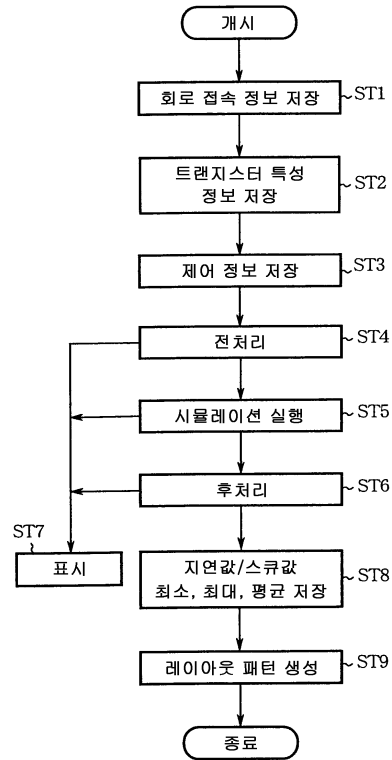 개시
회로 접속 정보 저장
ST1
트랜지스터 특성
정보 저장
ST2
제어 정보 저장
ST3
전처리
ST4
시뮬레이션 실행
ST5
후처리
ST6
ST7
표시
지연값/스큐값
최소, 최대, 평균 저장
ST8
레이아웃 패턴 생성
ST9
종료